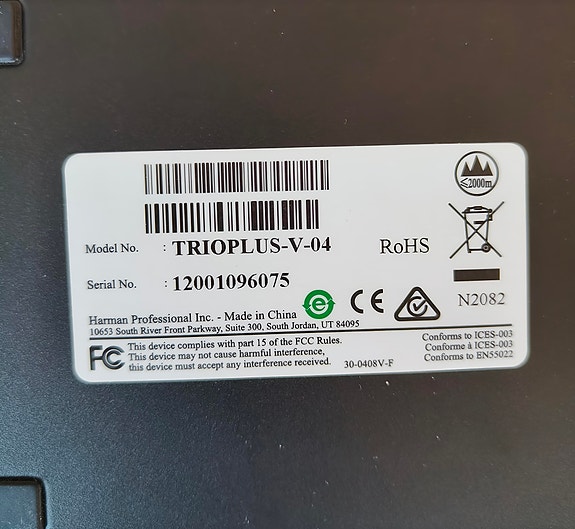 ≤2000m
Model No. : TRIOPLUS-V-04
RoHS
Serial No. : 12001096075
e
CE
N2082
Harman Professional Inc. - Made in China
10653 South River Front Parkway, Suite 300, South Jordan, UT 84095
FC This device complies with part 15 of the FCC Rules.
This device may not cause harmful interference,
this device must accept any interference received.
30-0408V-F
Conforms to ICES-003
Conforme à ICES-003
Conforms to EN55022